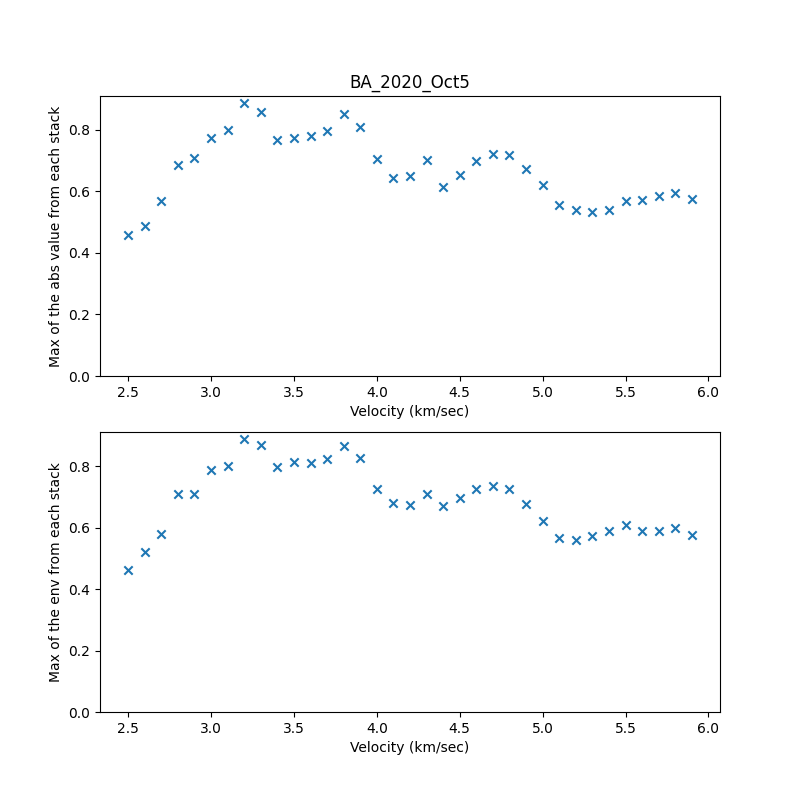 BA_2020_Oct5
Max of the abs value from each stack
0.8
0.6
0.4
0.2
0.0
2.5 3.0 3.5 4.0 4.5 5.0 5.5 6.0
Velocity (km/sec)
Max of the env from each stack
0.8
0.6
0.4
0.2
0.0
2.5 3.0 3.5 4.0 4.5 5.0 5.5 6.0
Velocity (km/sec)